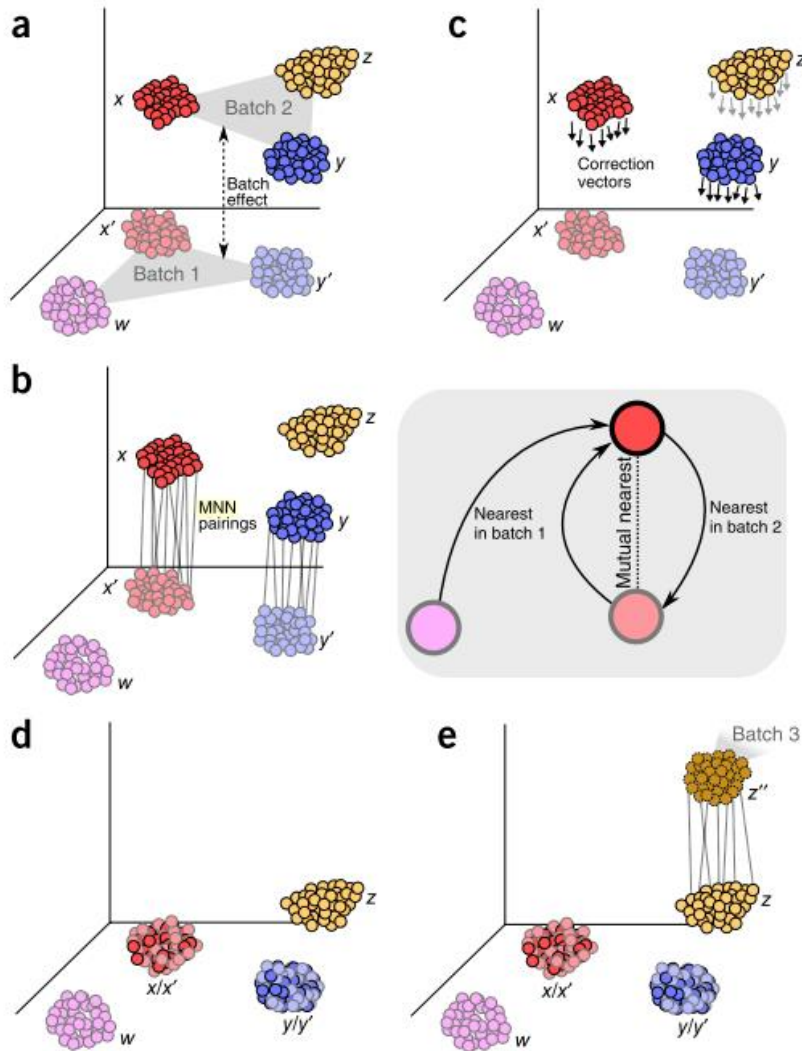 a
x
Batch 2
z
y
Batch
effect
x′
Batch 1
y′
w
c
x
z
y
Correction
vectors
x′
y′
w
b
x
z
MNN
pairings
y
x′
y′
w
Nearest
in batch 1
Mutual nearest
Nearest
in batch 2
d
z
x/x′
y/y′
w
e
Batch 3
z′′
z
x/x′
y/y′
w